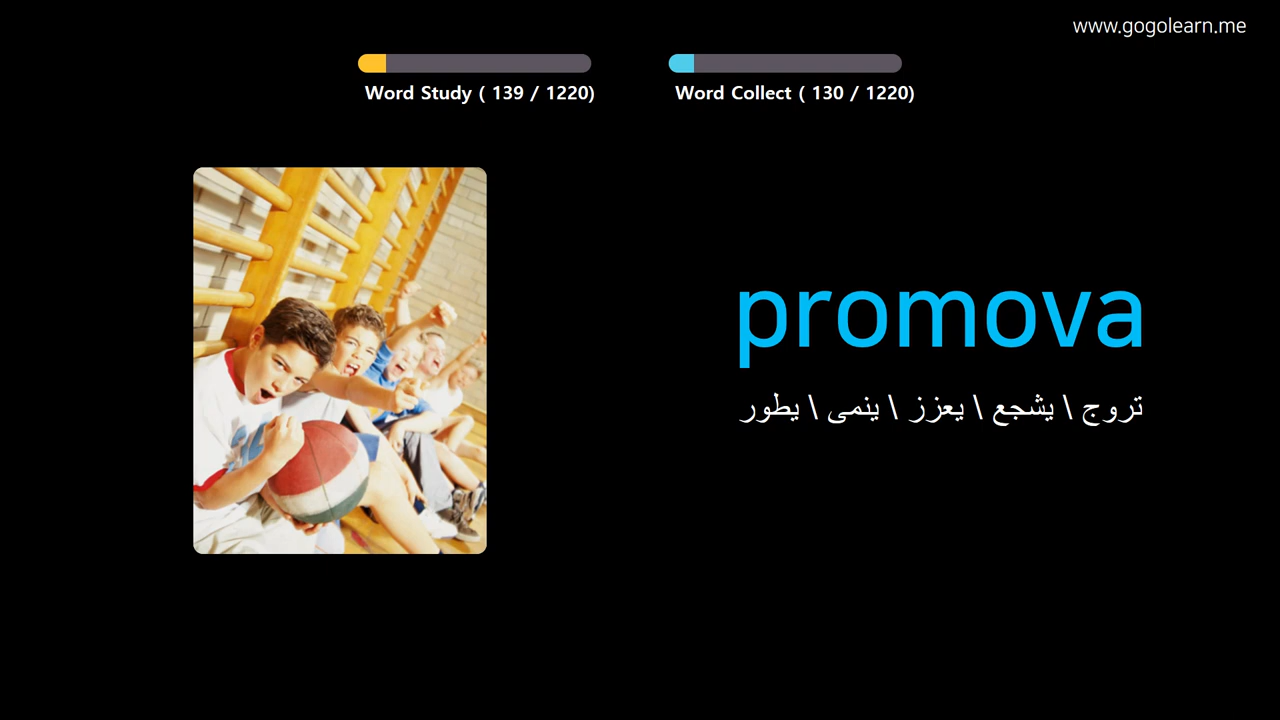 www.gogolearn.me
Word Study ( 139 / 1220)
Word Collect ( 130 / 1220)
promova
تروج \ يشجع \ يعزز \ ينمى \ يطور